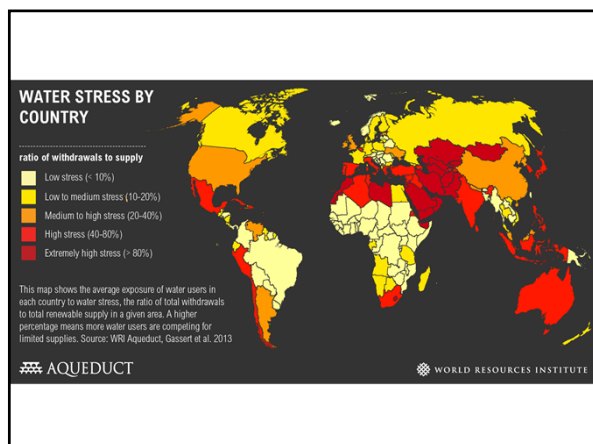 WATER STRESS BY
COUNTRY
ratio of withdrawals to supply
Low stress (< 10%)
Low to medium stress (10-20%)
Medium to high stress (20-40%)
High stress (40-80%)
Extremely high stress (> 80%)
This map shows the average exposure of water users in
each country to water stress, the ratio of total withdrawals
to total renewable supply in a given area. A higher
percentage means more water users are competing for
limited supplies. Source: WRI Aqueduct, Gassert et al. 2013
AQUEDUCT
WORLD RESOURCES INSTITUTE